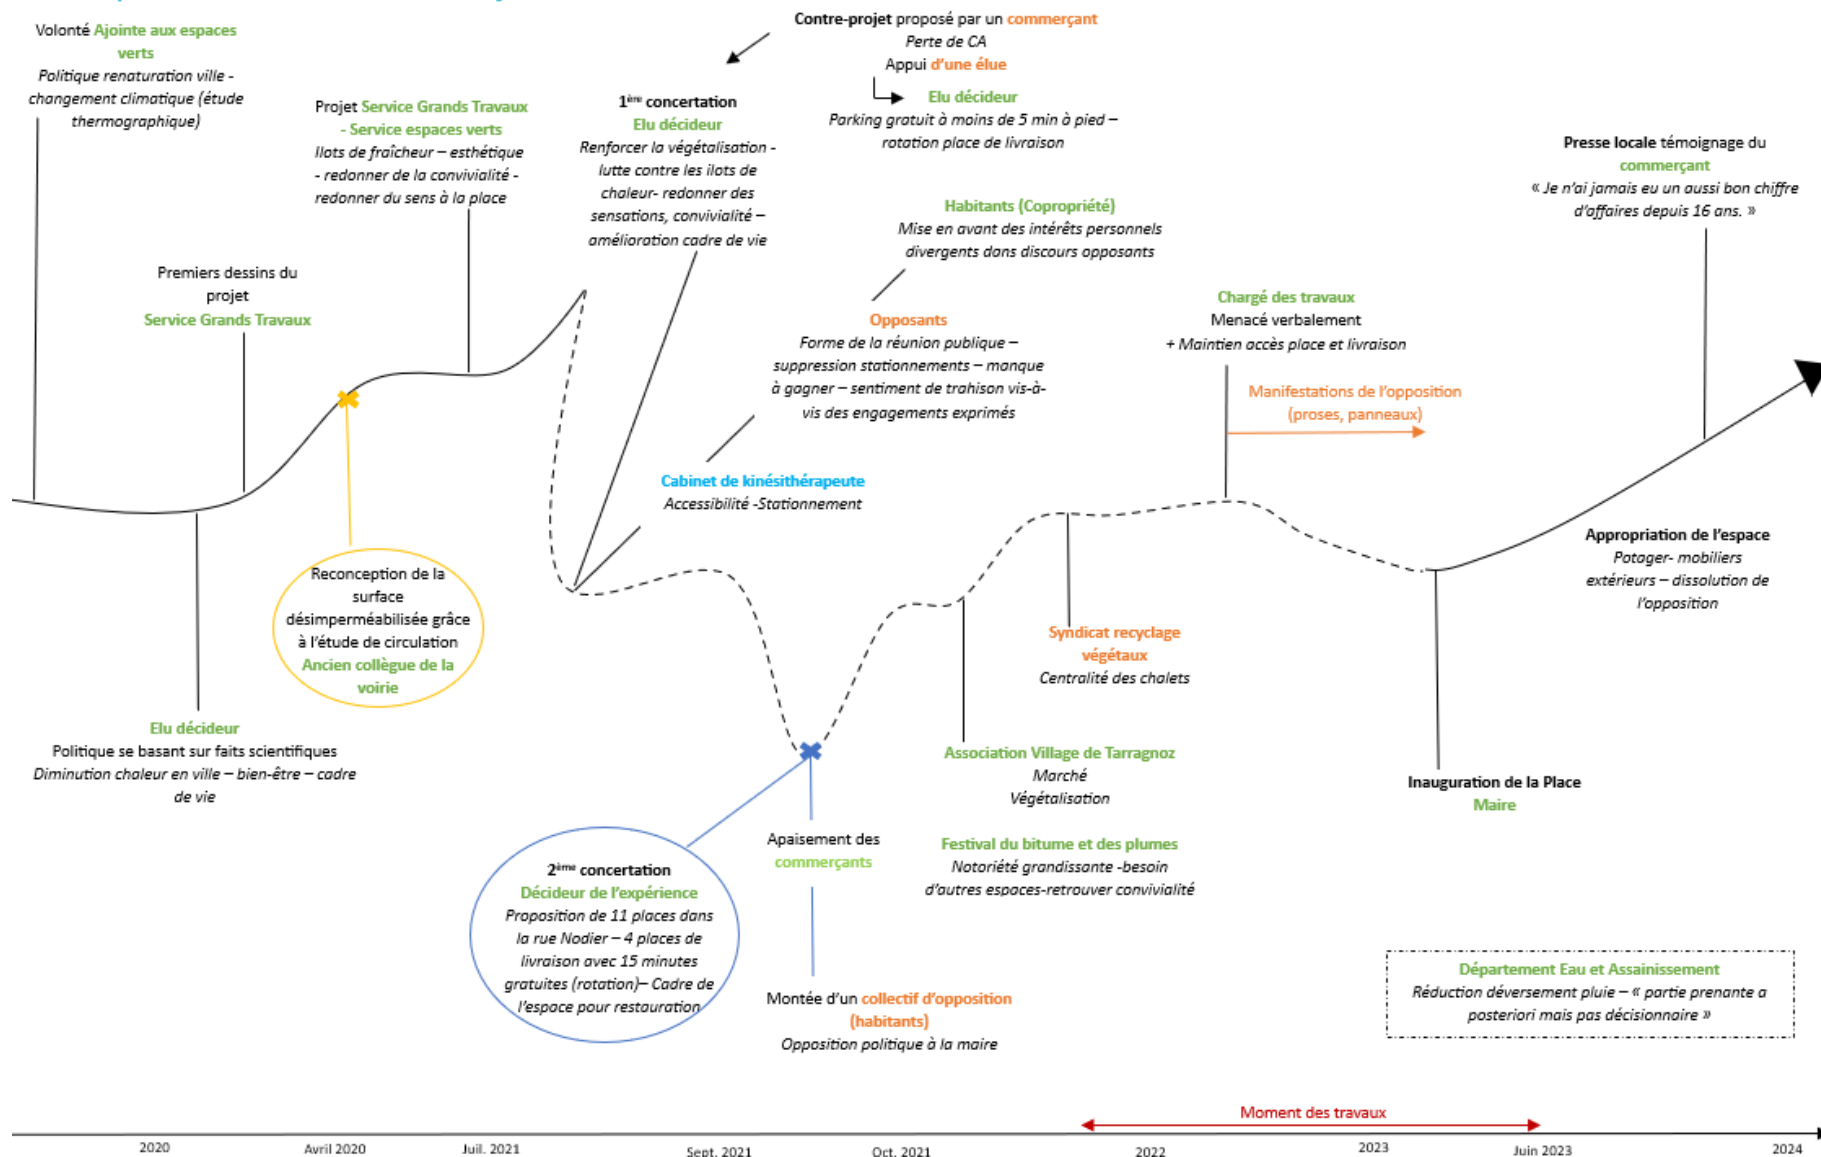 Volonté Ajointe aux espaces
verts
Politique renaturation ville -
changement climatique (étude
thermographique)
Premiers dessins du
projet
Service Grands Travaux
Projet Service Grands Travaux
- Service espaces verts
Ilots de fraîcheur – esthétique
- redonner de la convivialité -
redonner du sens à la place
Reconception de la
surface
désimperméabilisée grâce
à l'étude de circulation
Ancien collègue de la
voirie
Elu décideur
Politique se basant sur faits scientifiques
Diminution chaleur en ville – bien-être – cadre
de vie
1ère concertation
Elu décideur
Renforcer la végétalisation -
lutte contre les ilots de
chaleur- redonner des
sensations, convivialité –
amélioration cadre de vie
Contre-projet proposé par un commerçant
Perte de CA
Appui d'une élue
Elu décideur
Parking gratuit à moins de 5 min à pied –
rotation place de livraison
Habitants (Copropriété)
Mise en avant des intérêts personnels
divergents dans discours opposants
Opposants
Forme de la réunion publique –
suppression stationnements – manque
à gagner – sentiment de trahison vis-à-
vis des engagements exprimés
Cabinet de kinésithérapeute
Accessibilité -Stationnement
2ème concertation
Décideur de l'expérience
Proposition de 11 places dans
la rue Nodier – 4 places de
livraison avec 15 minutes
gratuites (rotation)– Cadre de
l'espace pour restauration
Apaisement des
commerçants
Montée d'un collectif d'opposition
(habitants)
Opposition politique à la maire
Association Village de Tarragnoz
Marché
Végétalisation
Festival du bitume et des plumes
Notoriété grandissante -besoin
d'autres espaces-retrouver convivialité
Syndicat recyclage
végétaux
Centralité des chalets
Chargé des travaux
Menacé verbalement
+ Maintien accès place et livraison
Manifestations de l'opposition
(proses, panneaux)
Presse locale témoignage du
commerçant
« Je n'ai jamais eu un aussi bon chiffre
d'affaires depuis 16 ans. »
Appropriation de l'espace
Potager- mobiliers
extérieurs – dissolution de
l'opposition
Inauguration de la Place
Maire
Département Eau et Assainissement
Réduction déversement pluie – « partie prenante a
posteriori mais pas décisionnaire »
Moment des travaux
2020
Avril 2020
Juil. 2021
Sept. 2021
Oct. 2021
2022
2023
Juin 2023
2024